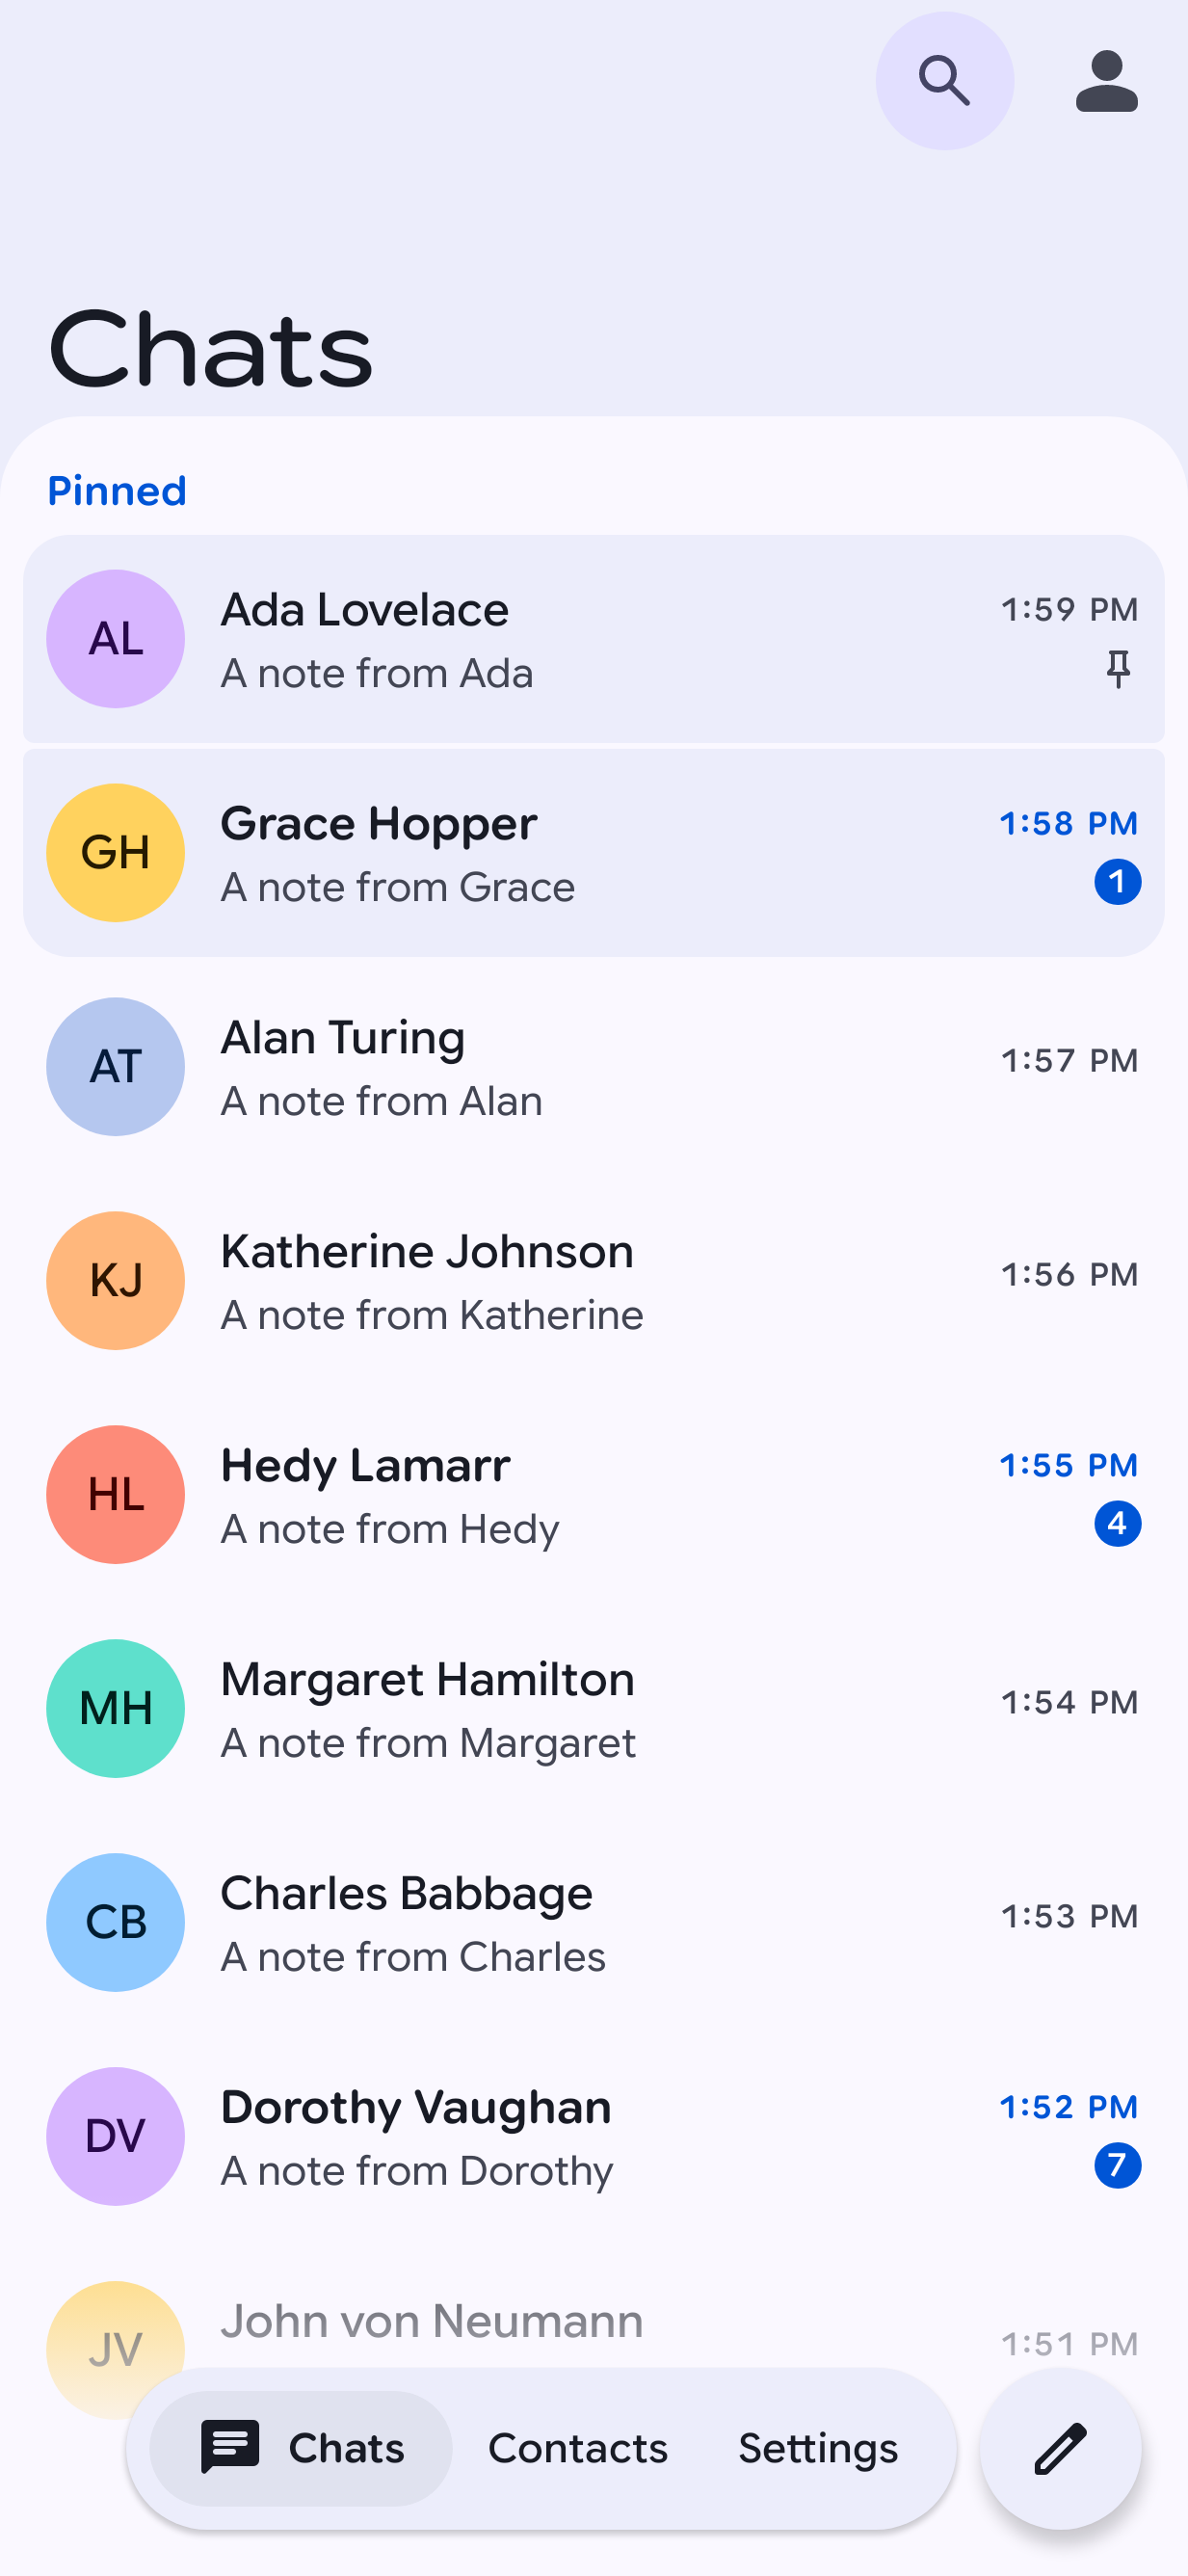 Chats
Pinned
AL
Ada Lovelace
1:59 PM
A note from Ada
GH
Grace Hopper
1:58 PM
A note from Grace
1
AT
Alan Turing
1:57 PM
A note from Alan
KJ
Katherine Johnson
1:56 PM
A note from Katherine
HL
Hedy Lamarr
1:55 PM
A note from Hedy
4
MH
Margaret Hamilton
1:54 PM
A note from Margaret
CB
Charles Babbage
1:53 PM
A note from Charles
DV
Dorothy Vaughan
1:52 PM
A note from Dorothy
7
JV
John von Neumann
1:51 PM
Chats
Contacts
Settings